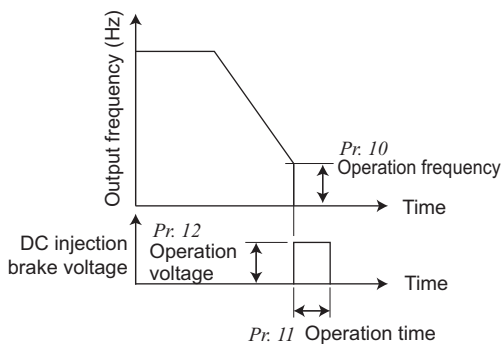 Output frequency (Hz)
Pr. 10
Operation frequency
Time
DC injection
brake voltage
Pr. 12
Operation
voltage
Time
Pr. 11 Operation time